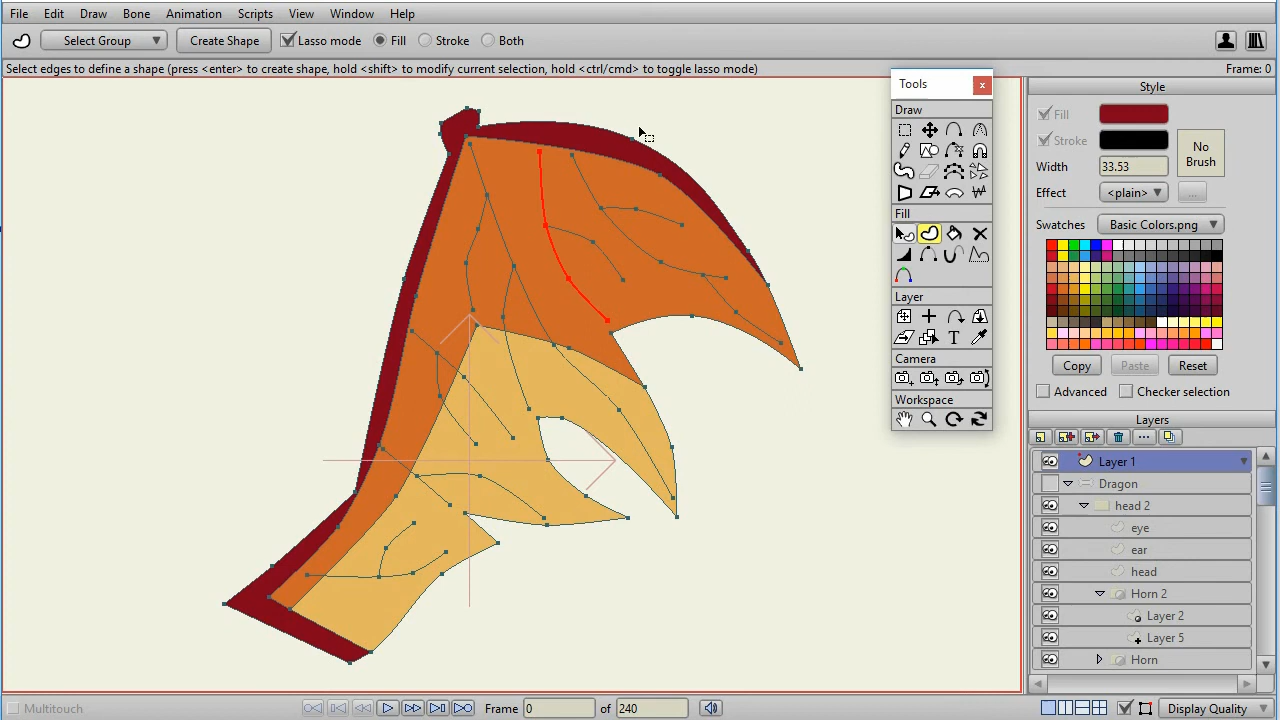 File Edit Draw Bone Animation Scripts View Window Help
Select Group Create Shape Lasso mode Fill Stroke Both
Select edges to define a shape (press <enter> to create shape, hold <shift> to modify current selection, hold <ctrl/cmd> to toggle lasso mode) Frame: 0
Tools
Draw
Fill
Layer
Camera
Workspace
Style
Fill
Stroke
No
Brush
Width 33.53
Effect <plain> ...
Swatches Basic Colors.png
Copy Paste Reset
Advanced Checker selection
Layers
Layer 1
Dragon
head 2
eye
ear
head
Horn 2
Layer 2
Layer 5
Horn
Multitouch Frame 0 of 240 Display Quality